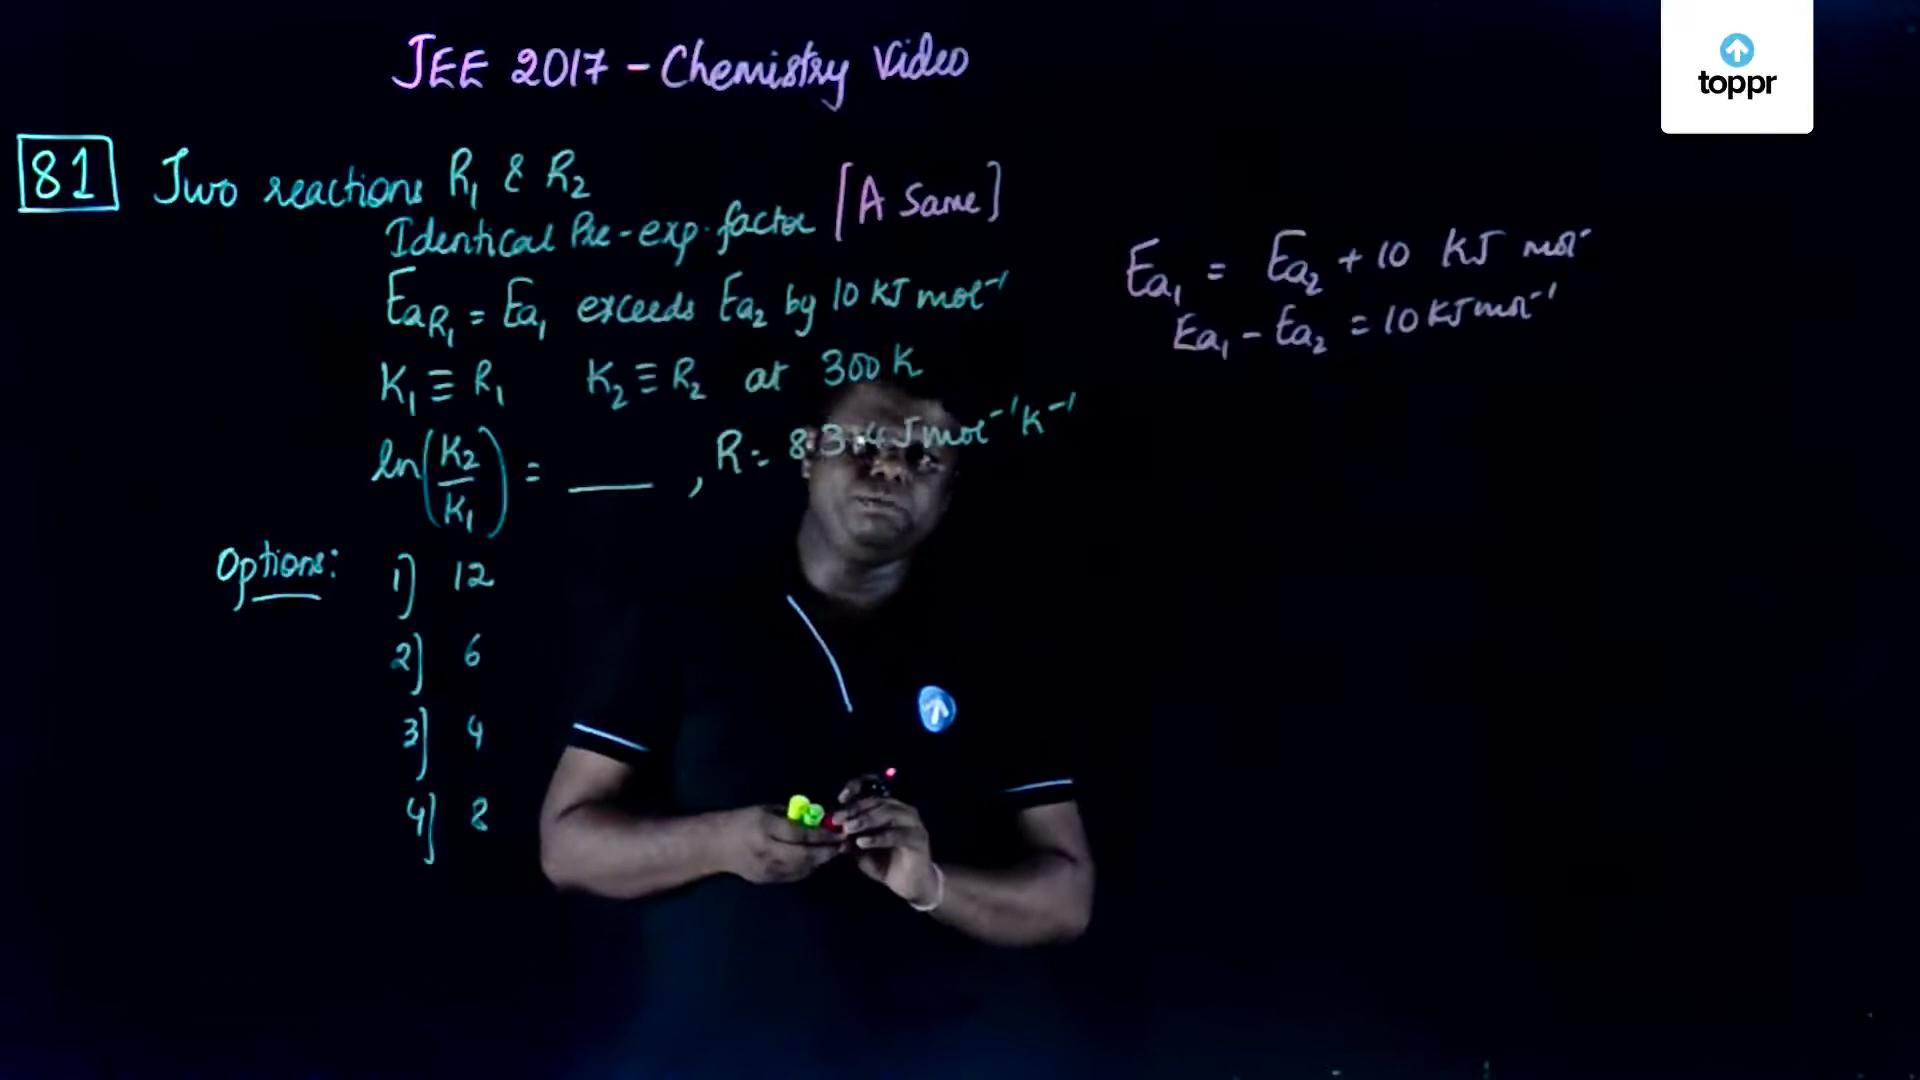 JEE 2017 - Chemistry Video
toppr
81 Two reactions R₁ & R₂
Identical Pre-exp. factor [A Same]
EaR₁ = Ea₁ exceeds Ea₂ by 10 KJ mol⁻¹
K₁ ≡ R₁ K₂ ≡ R₂ at 300 K
ln(K₂/K₁) = ____ , R = 8.314 J mol⁻¹ K⁻¹
Options: 1) 12
2) 6
3) 4
4) 8
Ea₁ = Ea₂ + 10 KJ mol⁻
Ea₁ - Ea₂ = 10 KJ mol⁻¹